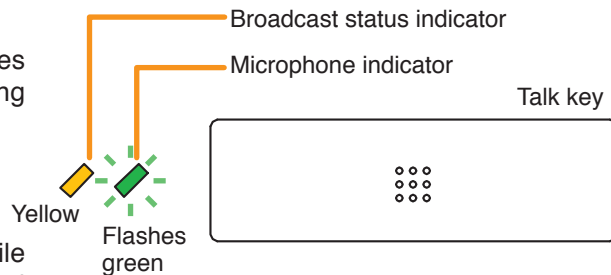 Broadcast status indicator
Microphone indicator
Talk key
Yellow
Flashes
green